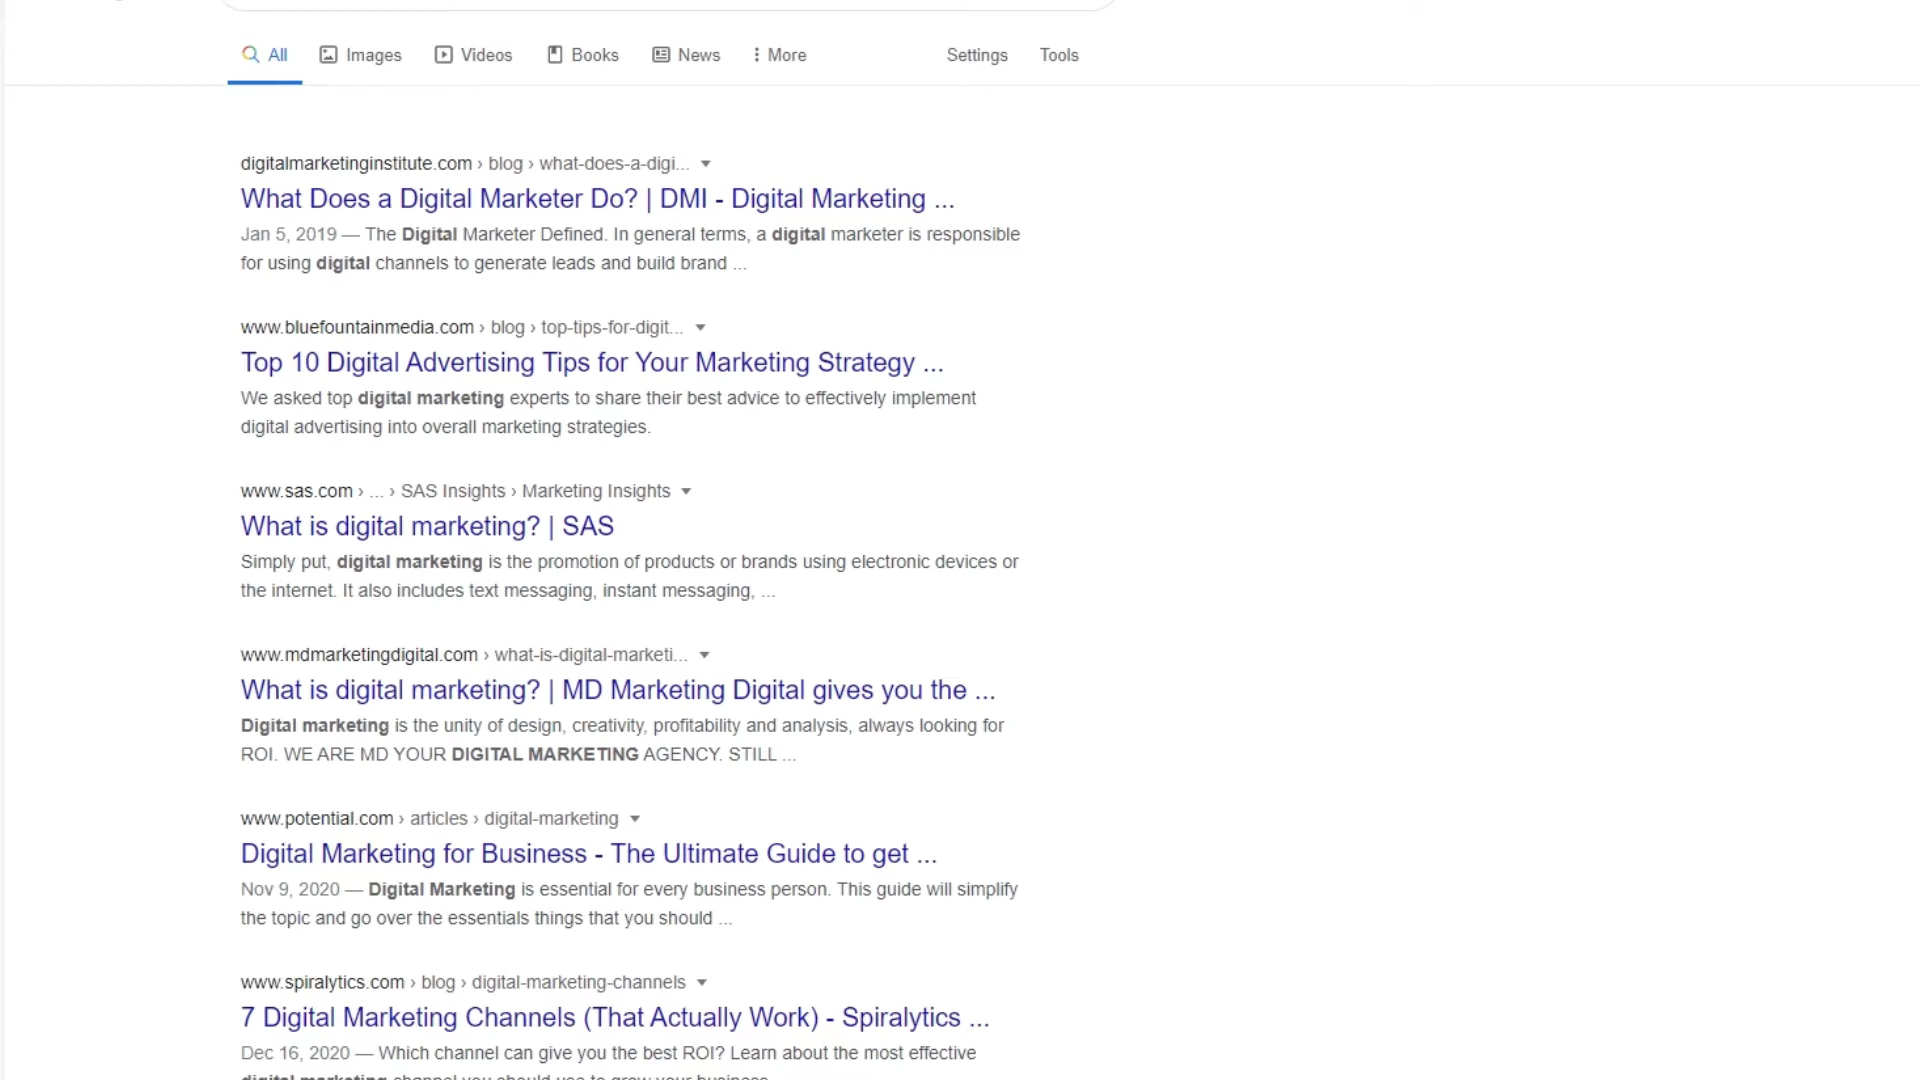 All Images Videos Books News More Settings Tools
digitalmarketinginstitute.com › blog › what-does-a-digi...
What Does a Digital Marketer Do? | DMI - Digital Marketing ...
Jan 5, 2019 — The Digital Marketer Defined. In general terms, a digital marketer is responsible
for using digital channels to generate leads and build brand ...
www.bluefountainmedia.com › blog › top-tips-for-digit...
Top 10 Digital Advertising Tips for Your Marketing Strategy ...
We asked top digital marketing experts to share their best advice to effectively implement
digital advertising into overall marketing strategies.
www.sas.com › ... › SAS Insights › Marketing Insights
What is digital marketing? | SAS
Simply put, digital marketing is the promotion of products or brands using electronic devices or
the internet. It also includes text messaging, instant messaging, ...
www.mdmarketingdigital.com › what-is-digital-marketi...
What is digital marketing? | MD Marketing Digital gives you the ...
Digital marketing is the unity of design, creativity, profitability and analysis, always looking for
ROI. WE ARE MD YOUR DIGITAL MARKETING AGENCY. STILL ...
www.potential.com › articles › digital-marketing
Digital Marketing for Business - The Ultimate Guide to get ...
Nov 9, 2020 — Digital Marketing is essential for every business person. This guide will simplify
the topic and go over the essentials things that you should ...
www.spiralytics.com › blog › digital-marketing-channels
7 Digital Marketing Channels (That Actually Work) - Spiralytics ...
Dec 16, 2020 — Which channel can give you the best ROI? Learn about the most effective
digital marketing channel you should use to grow your business